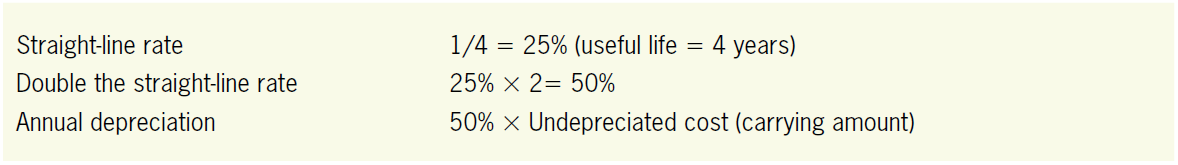 Straight-line rate 1/4 = 25% (useful life = 4 years)
Double the straight-line rate 25% × 2= 50%
Annual depreciation 50% × Undepreciated cost (carrying amount)